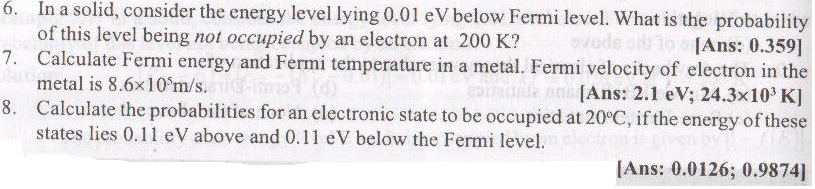 6. In a solid, consider the energy level lying 0.01 eV below Fermi level. What is the probability
of this level being not occupied by an electron at 200 K? [Ans: 0.359]
7. Calculate Fermi energy and Fermi temperature in a metal. Fermi velocity of electron in the
metal is 8.6×10⁵m/s. [Ans: 2.1 eV; 24.3×10³ K]
8. Calculate the probabilities for an electronic state to be occupied at 20⁰C, if the energy of these
states lies 0.11 eV above and 0.11 eV below the Fermi level.
[Ans: 0.0126; 0.9874]